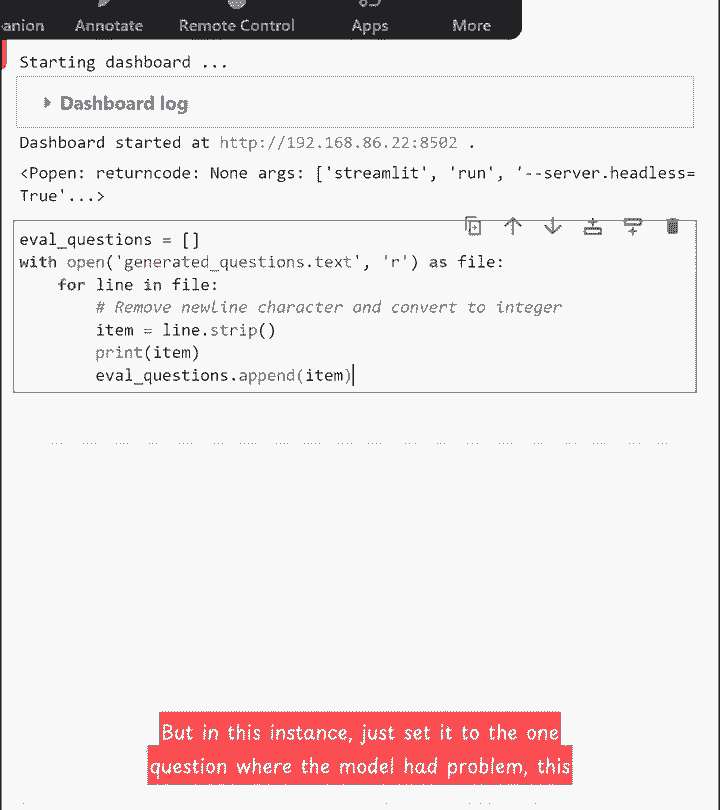 anion Annotate Remote Control Apps More
Starting dashboard ...
Dashboard log
Dashboard started at http://192.168.86.22:8502 .
<Popen: returncode: None args: ['streamlit', 'run', '--server.headless=
True'...>
eval_questions = []
with open('generated_questions.text', 'r') as file:
    for line in file:
        # Remove newline character and convert to integer
        item = line.strip()
        print(item)
        eval_questions.append(item)
But in this instance, just set it to the one
question where the model had problem, this